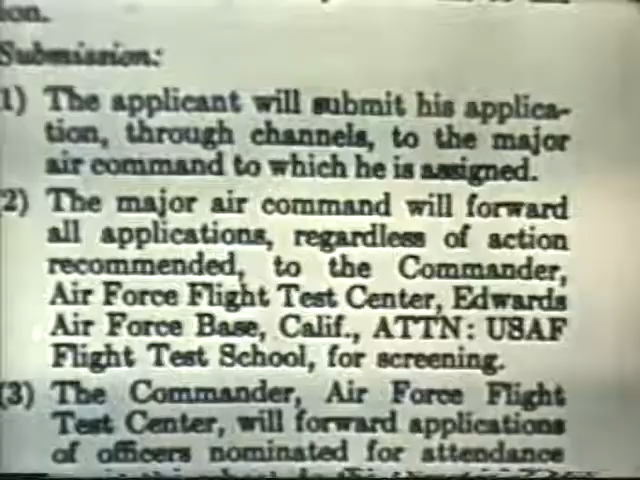 ion.
Submission:
1) The applicant will submit his applica-
tion, through channels, to the major
air command to which he is assigned.
2) The major air command will forward
all applications, regardless of action
recommended, to the Commander,
Air Force Flight Test Center, Edwards
Air Force Base, Calif., ATTN: USAF
Flight Test School, for screening.
(3) The Commander, Air Force Flight
Test Center, will forward applications
of officers nominated for attendance